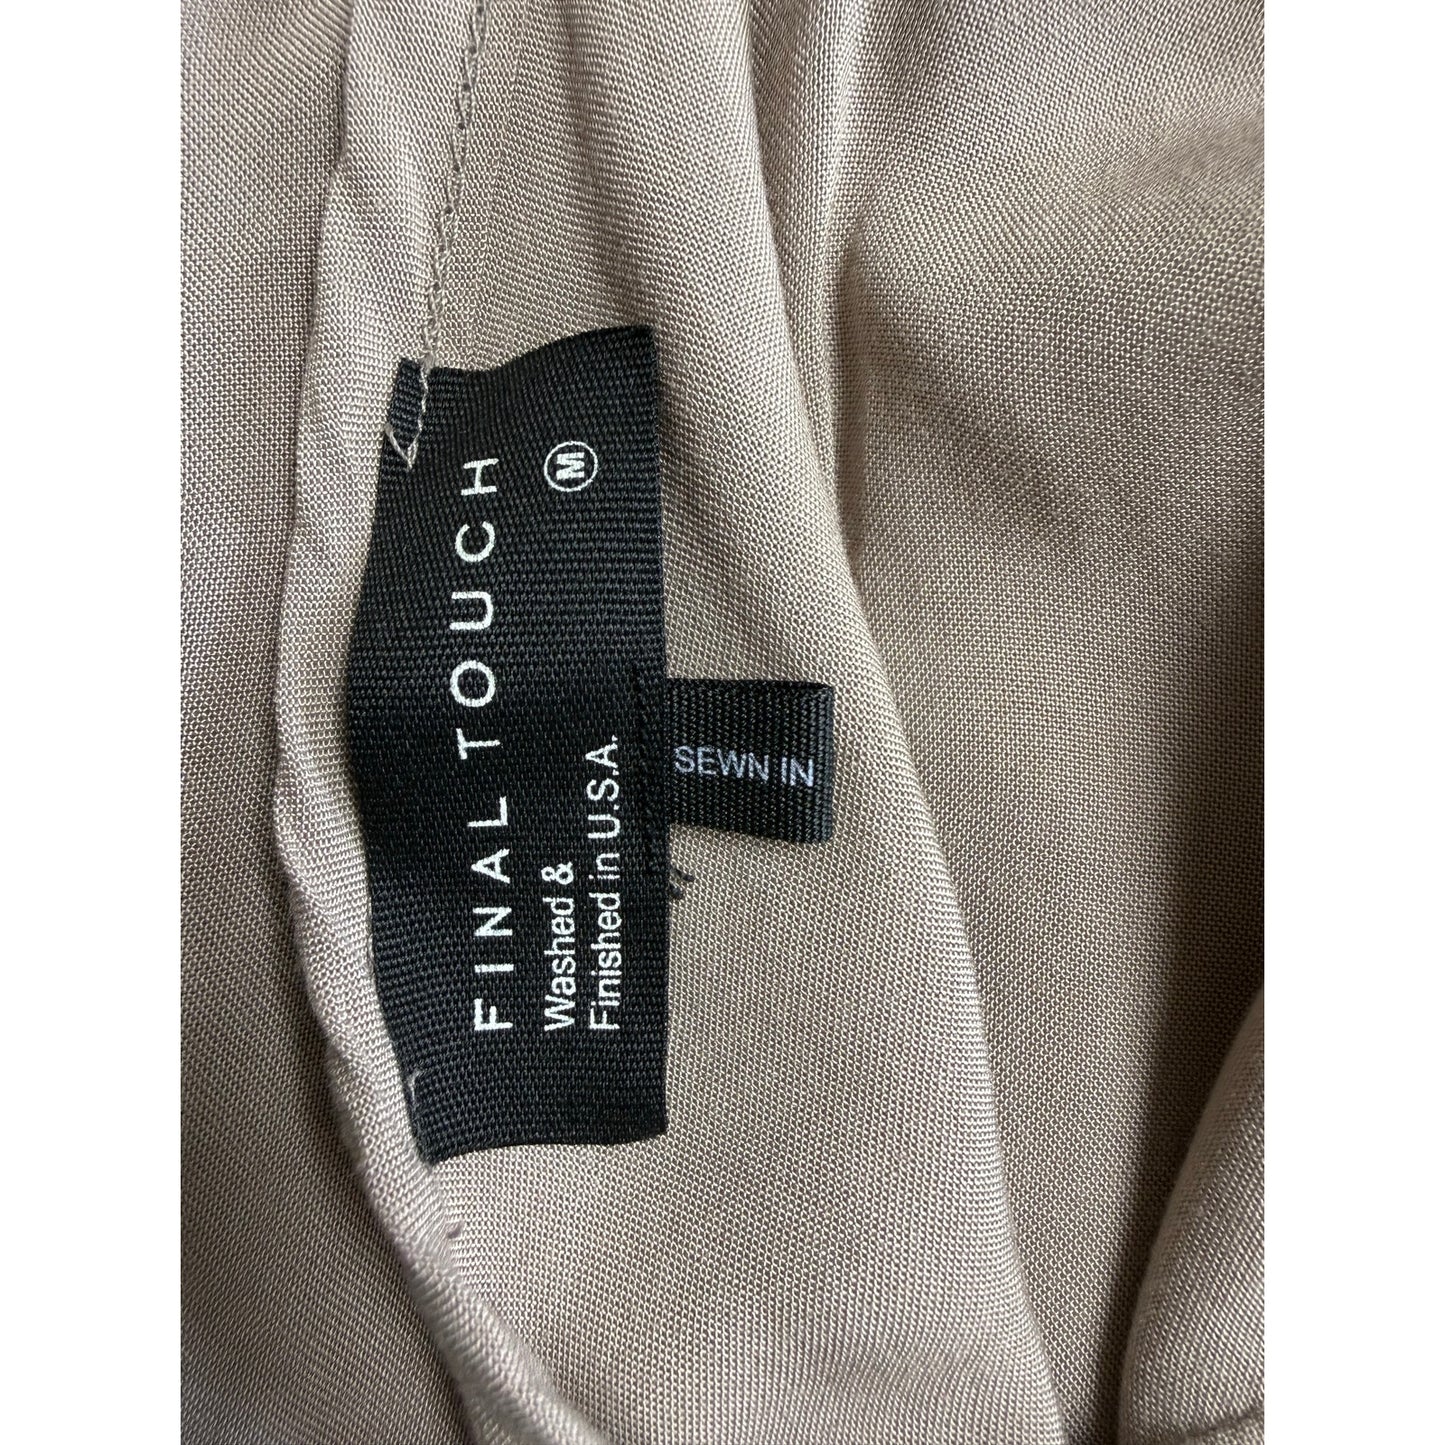 FINAL TOUCH
Washed & M
Finished in U.S.A.
SEWN IN